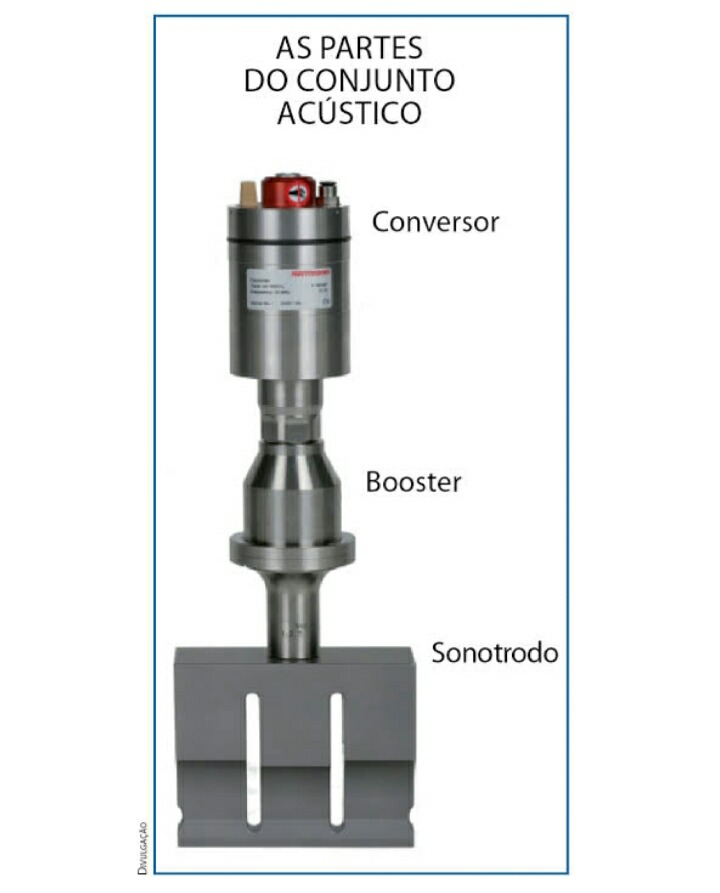 AS PARTES
DO CONJUNTO
ACÚSTICO
Conversor
Booster
Sonotrodo
DIVULGAÇÃO